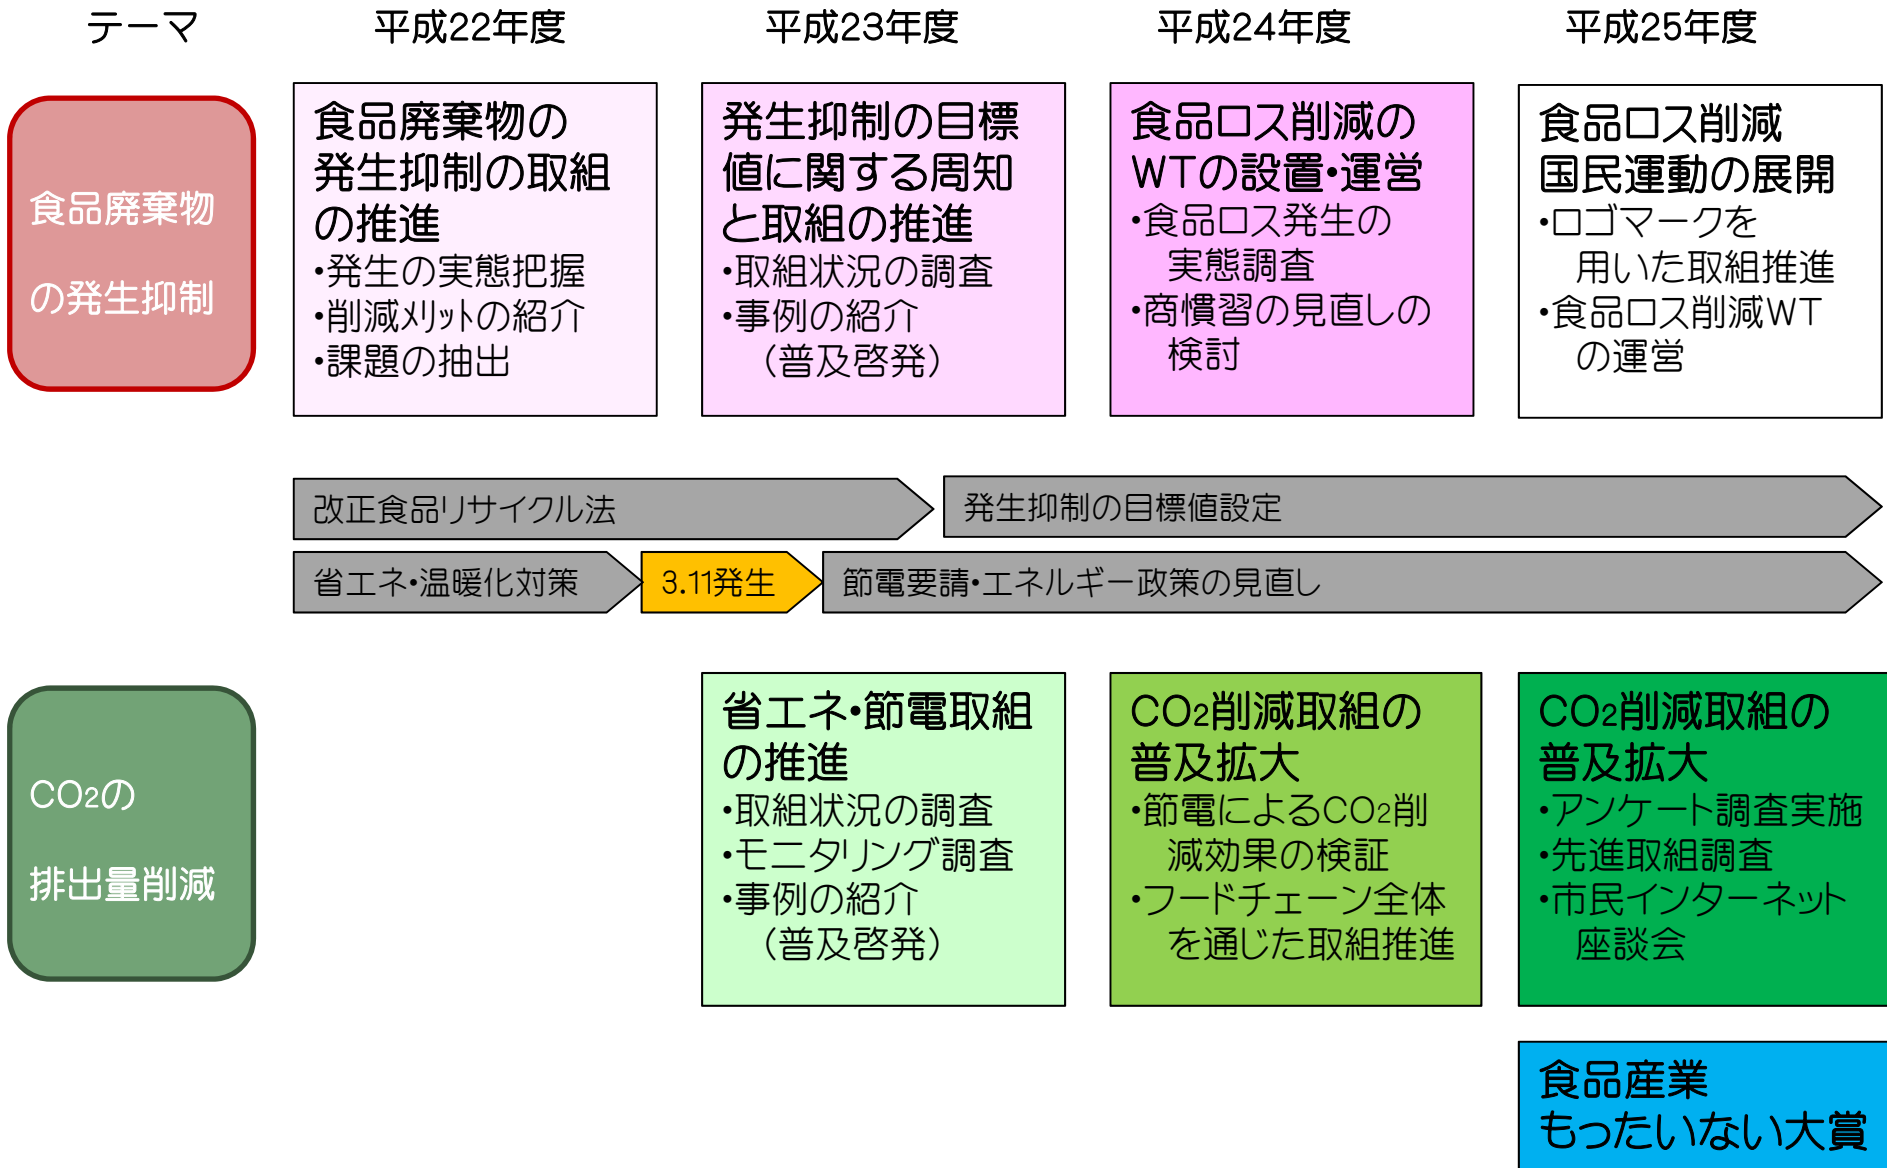 テーマ
平成22年度
平成23年度
平成24年度
平成25年度
食品廃棄物
の発生抑制
食品廃棄物の
発生抑制の取組
の推進
・発生の実態把握
・削減メリットの紹介
・課題の抽出
発生抑制の目標
値に関する周知
と取組の推進
・取組状況の調査
・事例の紹介
（普及啓発）
食品ロス削減の
WTの設置・運営
・食品ロス発生の
実態調査
・商慣習の見直しの
検討
食品ロス削減
国民運動の展開
・ロゴマークを
用いた取組推進
・食品ロス削減WT
の運営
改正食品リサイクル法
発生抑制の目標値設定
省エネ・温暖化対策
3.11発生
節電要請・エネルギー政策の見直し
CO2の
排出量削減
省エネ・節電取組
の推進
・取組状況の調査
・モニタリング調査
・事例の紹介
（普及啓発）
CO2削減取組の
普及拡大
・節電によるCO2削
減効果の検証
・フードチェーン全体
を通じた取組推進
CO2削減取組の
普及拡大
・アンケート調査実施
・先進取組調査
・市民インターネット
座談会
食品産業
もったいない大賞